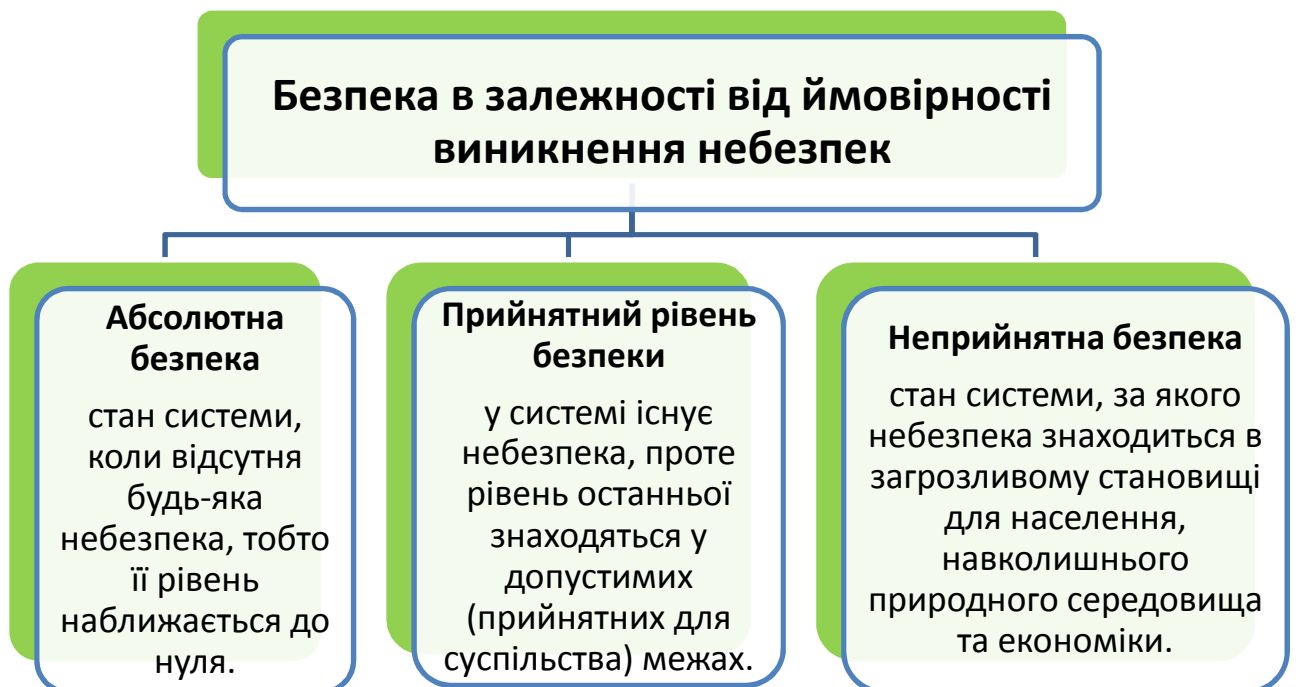 Безпека в залежності від ймовірності
виникнення небезпек
Абсолютна
безпека
стан системи,
коли відсутня
будь-яка
небезпека, тобто
її рівень
наближається до
нуля.
Прийнятний рівень
безпеки
у системі існує
небезпека, проте
рівень останньої
знаходяться у
допустимих
(прийнятних для
суспільства) межах.
Неприйнятна безпека
стан системи, за якого
небезпека знаходиться в
загрозливому становищі
для населення,
навколишнього
природного середовища
та економіки.